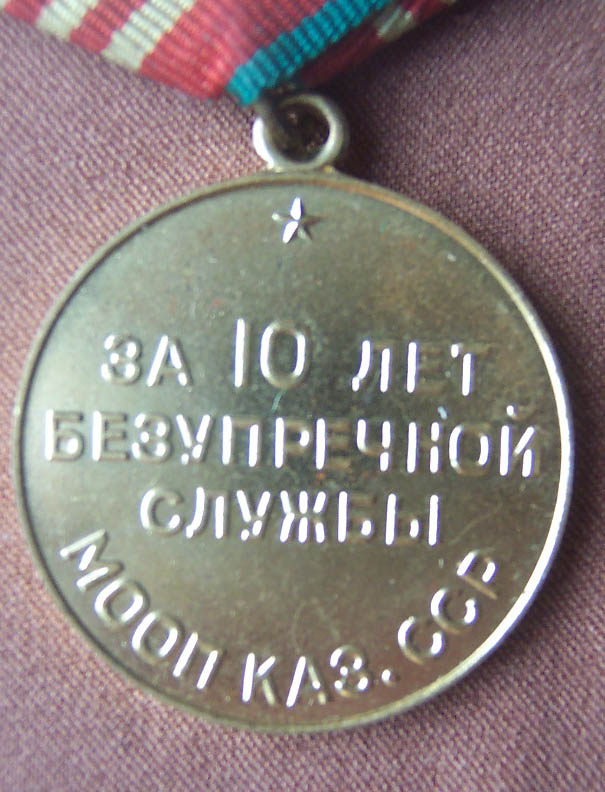 ЗА 10 ЛЕТ
БЕЗУПРЕЧНОЙ
СЛУЖБЫ
МООП КАЗ. ССР